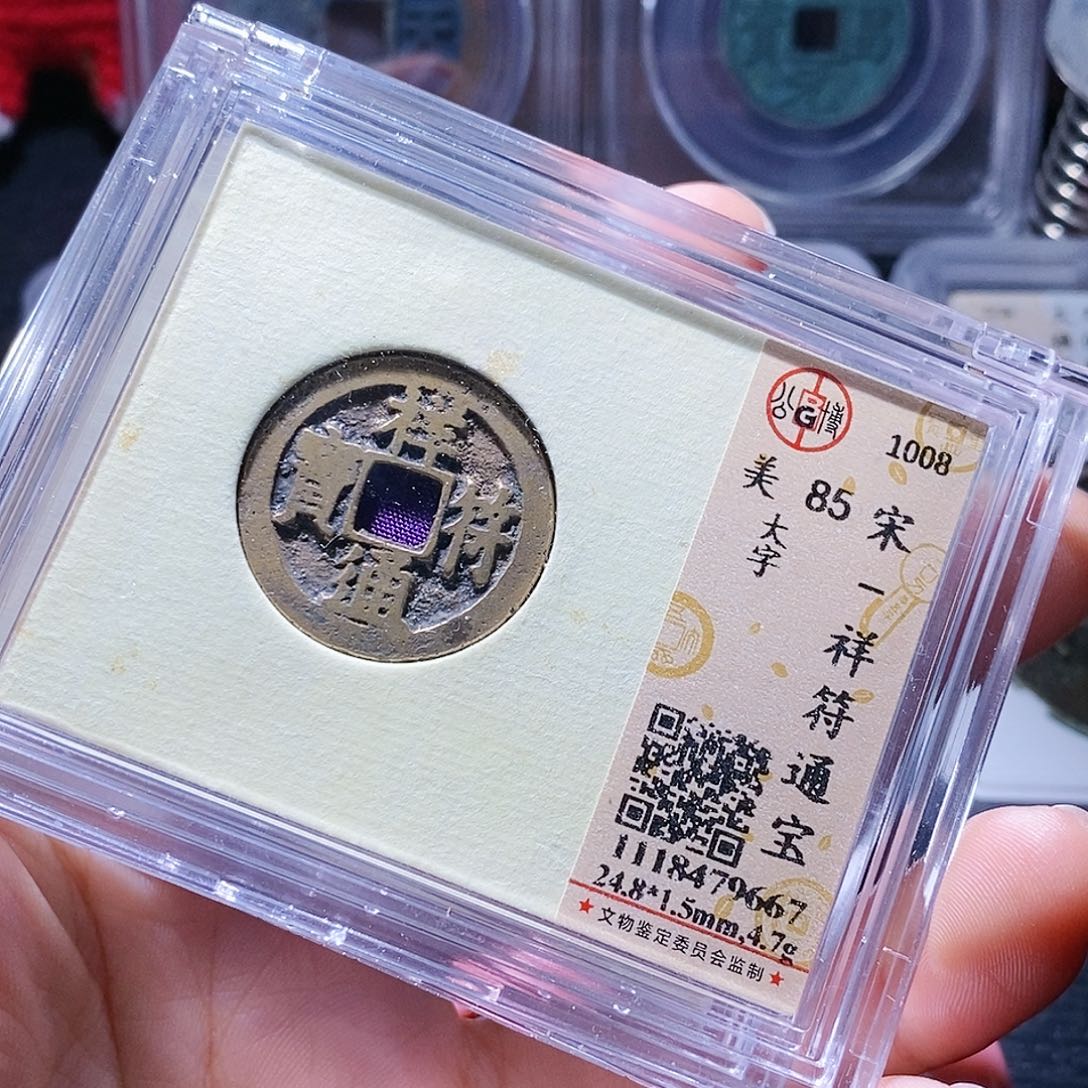 祥符通寶
公G博
1008
宋—祥符通宝
美 85
大字
1118479667
24.8*1.5mm,4.7g
★文物鉴定委员会监制★